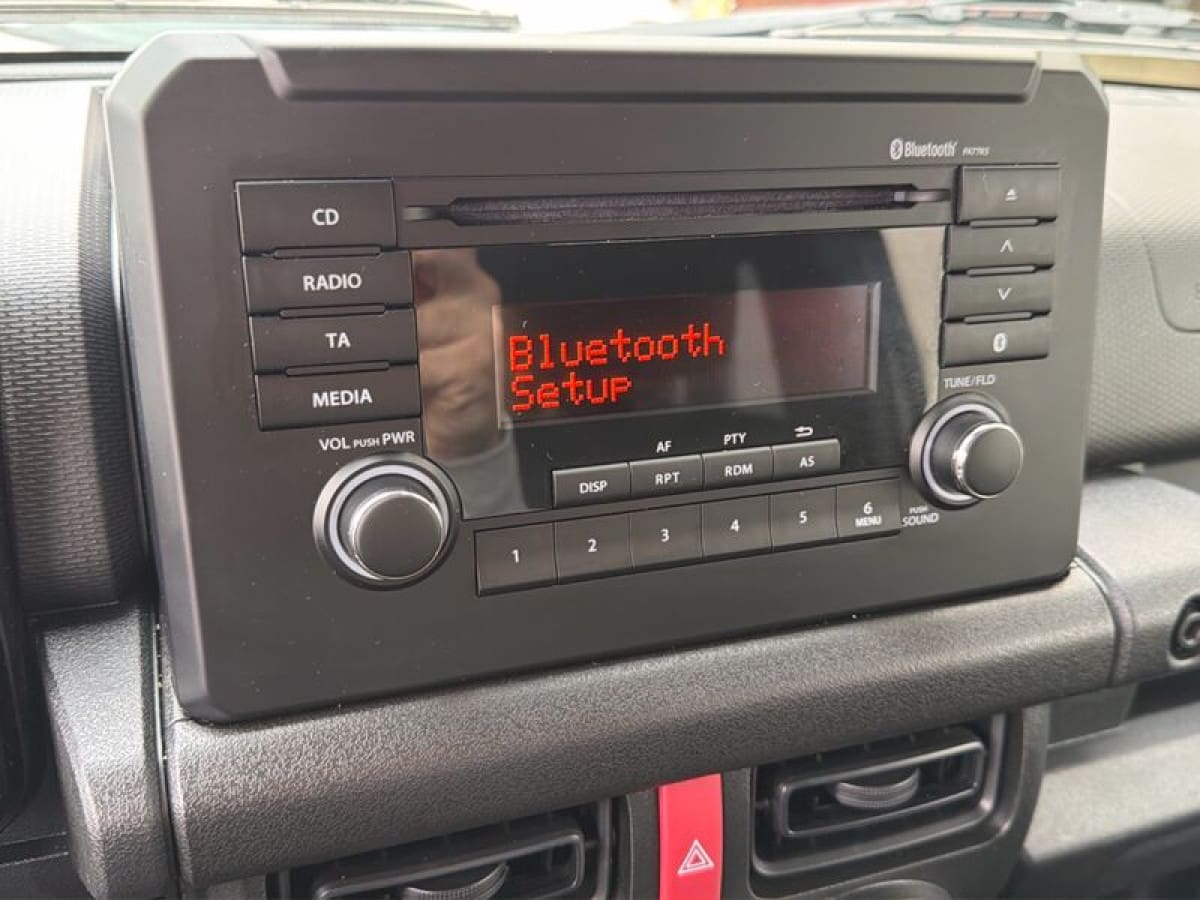 Bluetooth
CD
RADIO
TA
MEDIA
Bluetooth
Setup
VOL PUSH PWR
TUNE/FLD
AF PTY
DISP RPT RDM AS
1 2 3 4 5 6
MENU
PUSH
SOUND